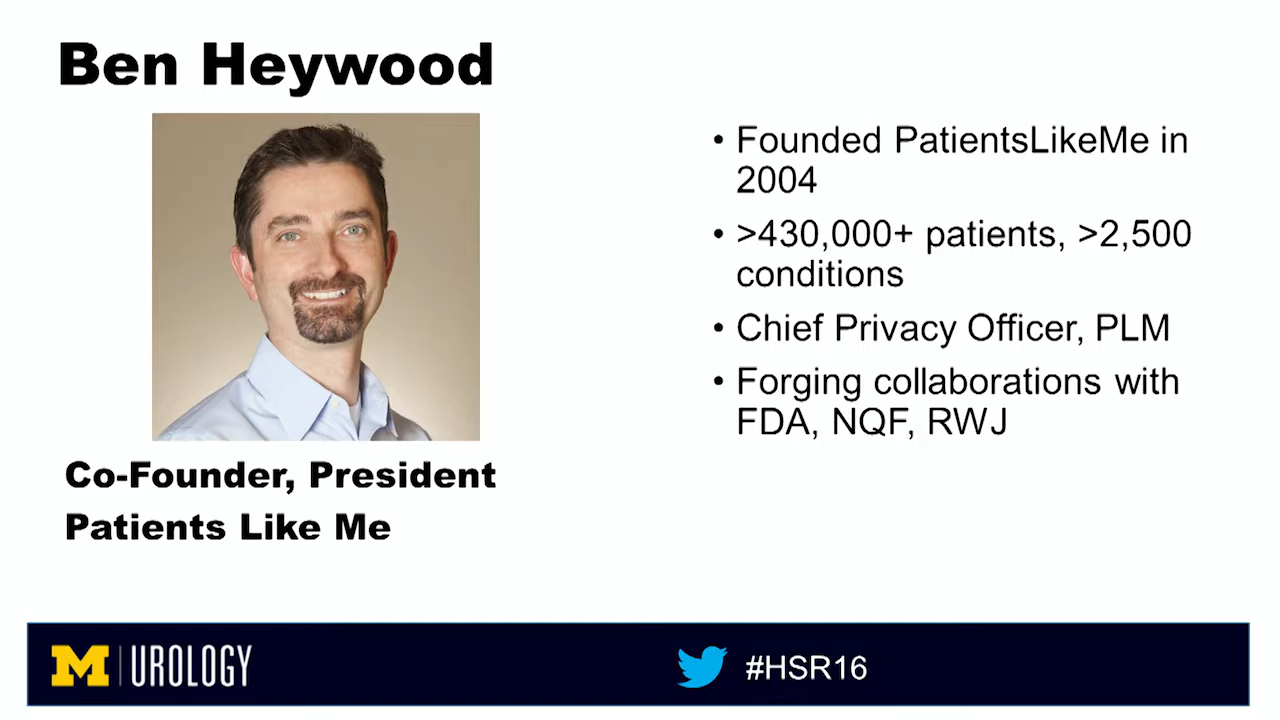 Ben Heywood
• Founded PatientsLikeMe in
2004
• >430,000+ patients, >2,500
conditions
• Chief Privacy Officer, PLM
• Forging collaborations with
FDA, NQF, RWJ
Co-Founder, President
Patients Like Me
M | UROLOGY
#HSR16